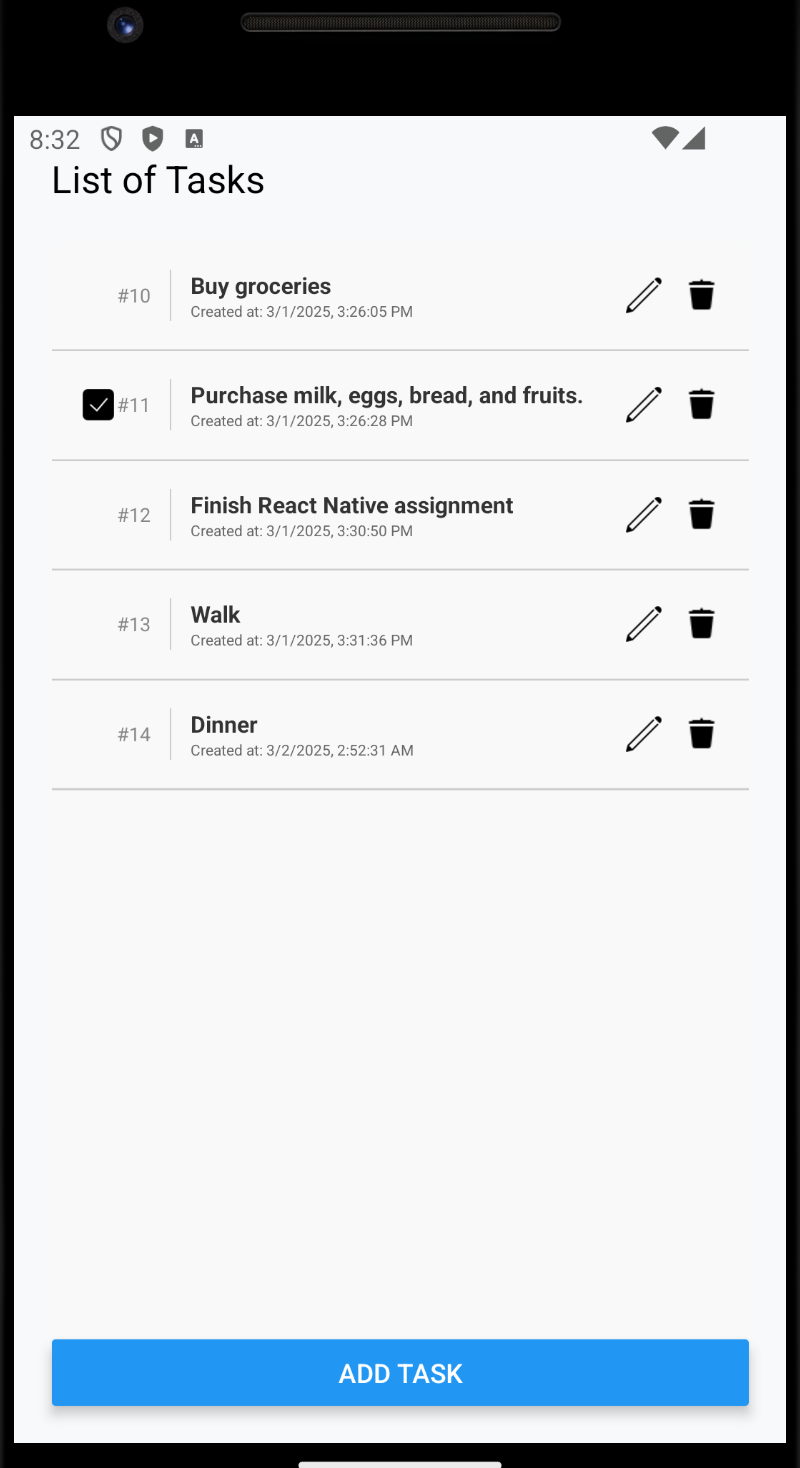 8:32
List of Tasks
#10
Buy groceries
Created at: 3/1/2025, 3:26:05 PM
#11
Purchase milk, eggs, bread, and fruits.
Created at: 3/1/2025, 3:26:28 PM
#12
Finish React Native assignment
Created at: 3/1/2025, 3:30:50 PM
#13
Walk
Created at: 3/1/2025, 3:31:36 PM
#14
Dinner
Created at: 3/2/2025, 2:52:31 AM
ADD TASK